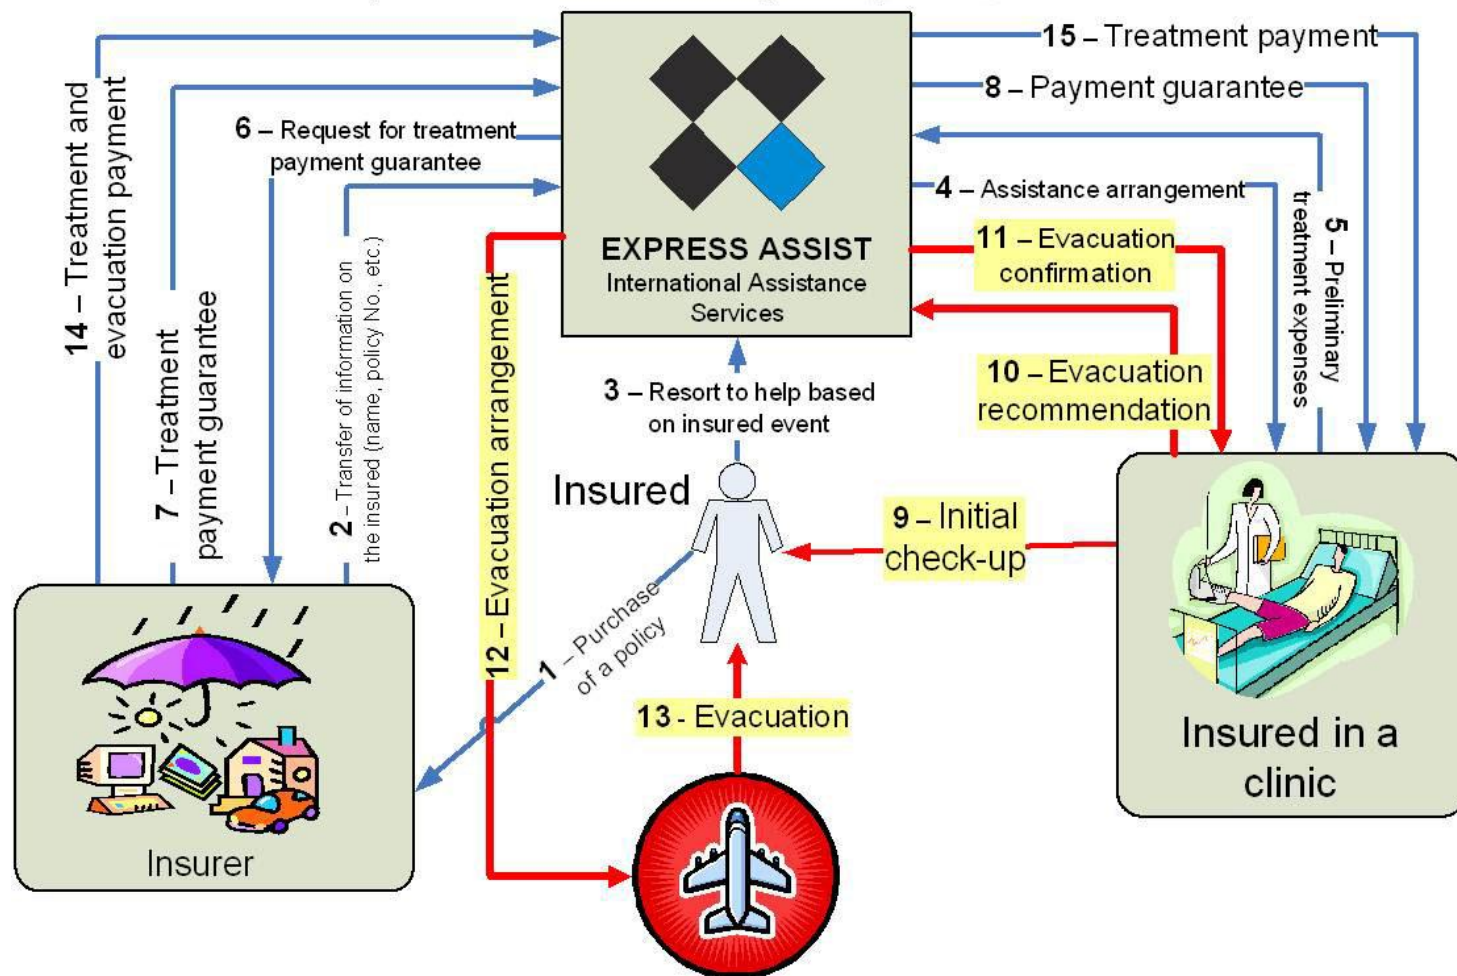 15 – Treatment payment
8 – Payment guarantee
6 – Request for treatment
payment guarantee
4 – Assistance arrangement
14 – Treatment and
evacuation payment
7 – Treatment
payment guarantee
2 – Transfer of information on
the insured (name, policy No., etc.)
12 – Evacuation arrangement
EXPRESS ASSIST
International Assistance
Services
11 – Evacuation
confirmation
5 – Preliminary
treatment expenses
10 – Evacuation
recommendation
3 – Resort to help based
on insured event
Insured
9 – Initial
check-up
1 – Purchase
of a policy
13 - Evacuation
Insurer
Insured in a
clinic